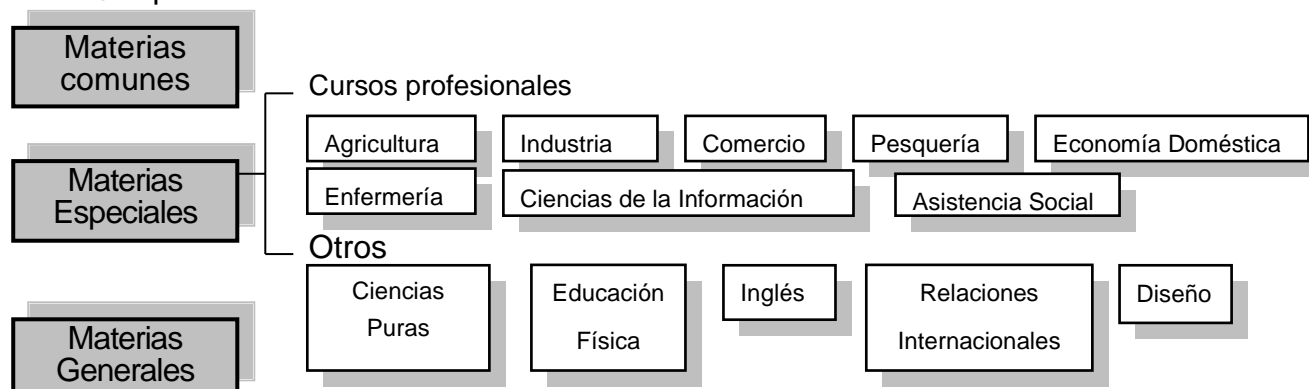 Materias
comunes
Cursos profesionales
Agricultura
Industria
Comercio
Pesquería
Economía Doméstica
Materias
Especiales
Enfermería
Ciencias de la Información
Asistencia Social
Otros
Ciencias
Puras
Educación
Física
Inglés
Relaciones
Internacionales
Diseño
Materias
Generales